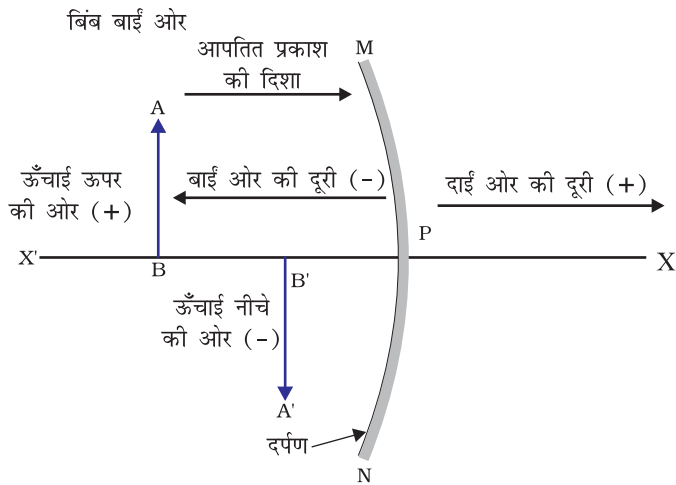 बिंब बाईं ओर
आपतित प्रकाश
की दिशा
M
A
ऊँचाई ऊपर
की ओर (+)
बाईं ओर की दूरी (–)
दाईं ओर की दूरी (+)
P
X'
B
B'
X
ऊँचाई नीचे
की ओर (–)
A'
दर्पण
N